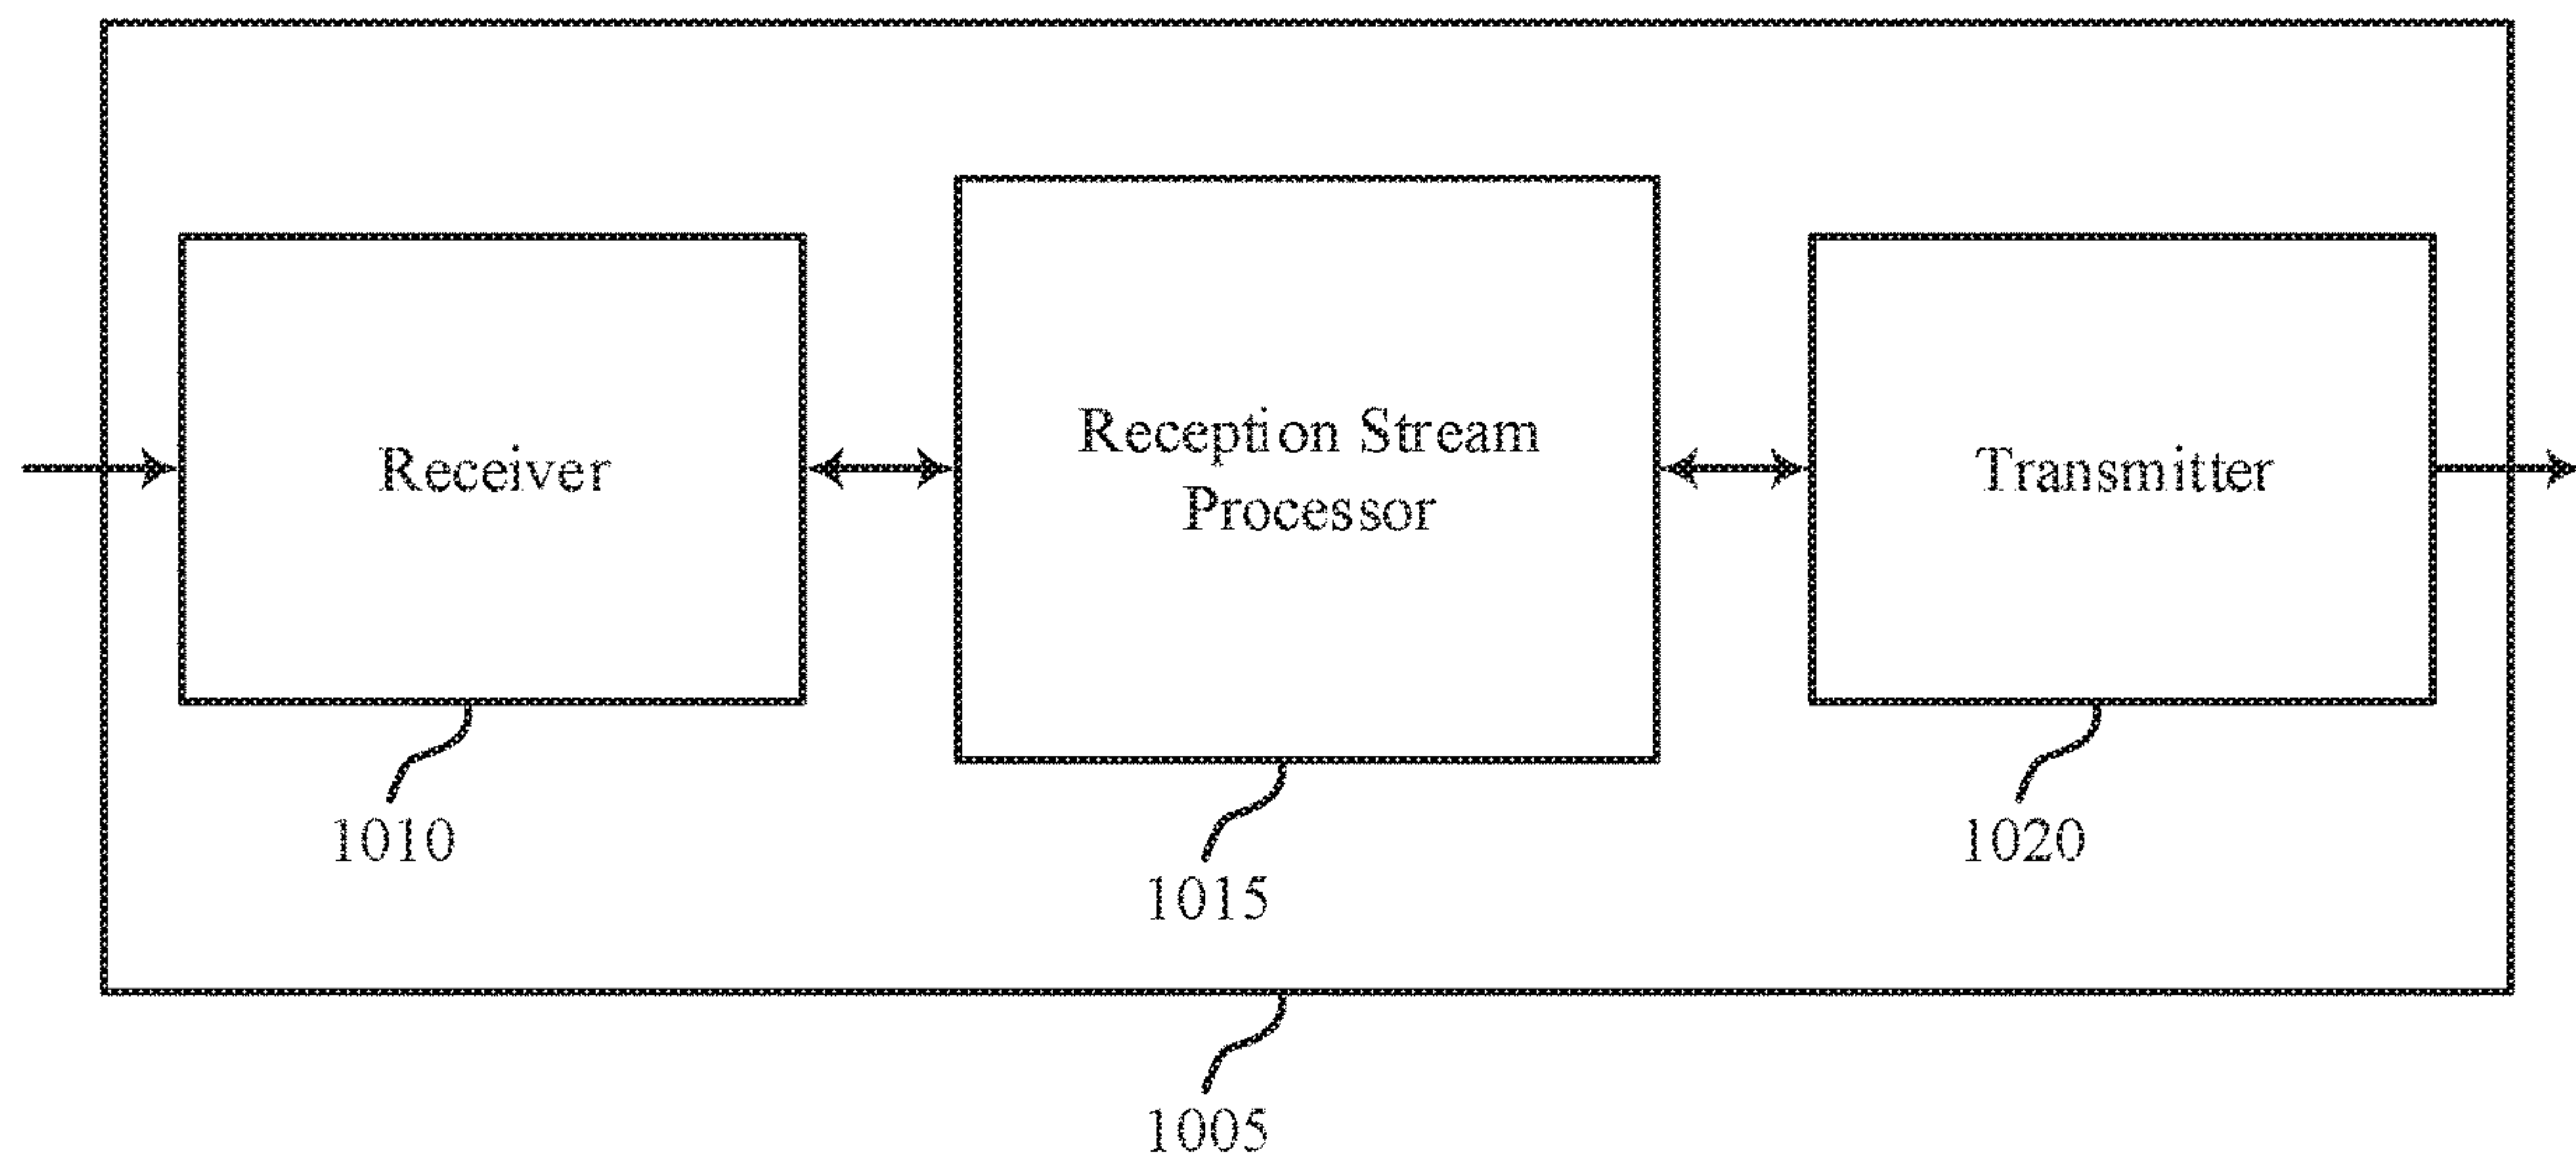 Receiver
Reception Stream
Processor
Transmitter
1010
1015
1020
1005